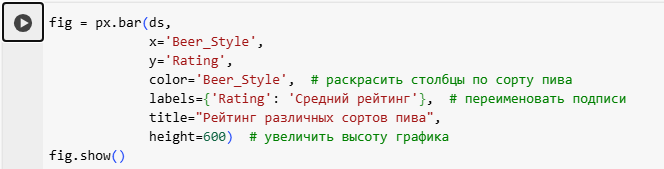 fig = px.bar(ds,
x='Beer_Style',
y='Rating',
color='Beer_Style',  # раскрасить столбцы по сорту пива
labels={'Rating': 'Средний рейтинг'},  # переименовать подписи
title="Рейтинг различных сортов пива",
height=600)  # увеличить высоту графика
fig.show()